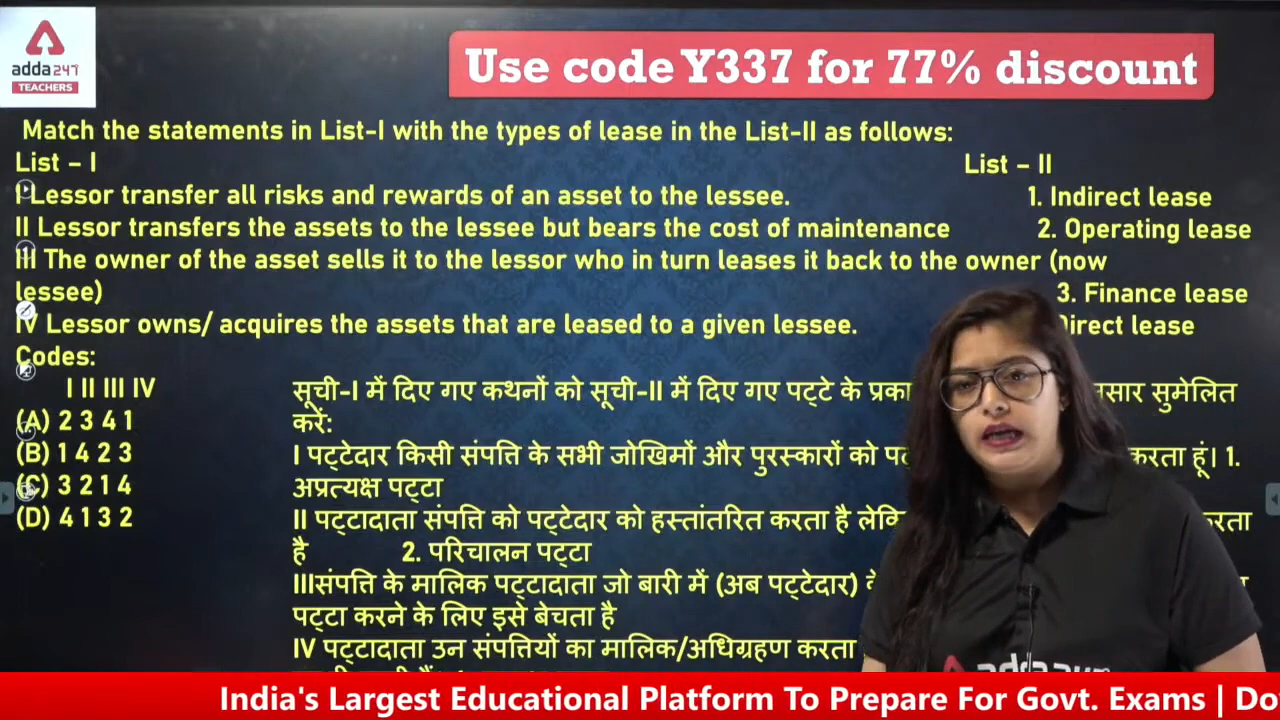 adda247
TEACHERS
Use code Y337 for 77% discount
Match the statements in List-I with the types of lease in the List-II as follows:
List – I List – II
I Lessor transfer all risks and rewards of an asset to the lessee. 1. Indirect lease
II Lessor transfers the assets to the lessee but bears the cost of maintenance 2. Operating lease
III The owner of the asset sells it to the lessor who in turn leases it back to the owner (now
lessee) 3. Finance lease
IV Lessor owns/ acquires the assets that are leased to a given lessee. Direct lease
Codes:
I II III IV
(A) 2 3 4 1
(B) 1 4 2 3
(C) 3 2 1 4
(D) 4 1 3 2
सूची-I में दिए गए कथनों को सूची-II में दिए गए पट्टे के सुमेलित
करें:
I पट्टेदार किसी संपत्ति के सभी जोखिमों और पुरस्कारों को करता हूं। 1.
अप्रत्यक्ष पट्टा
II पट्टादाता संपत्ति को पट्टेदार को हस्तांतरित करता है
है 2. परिचालन पट्टा
IIIसंपत्ति के मालिक पट्टादाता जो बारी में (अब पट्टेदार)
पट्टा करने के लिए इसे बेचता है
IV पट्टादाता उन संपत्तियों का मालिक/अधिग्रहण करता
India's Largest Educational Platform To Prepare For Govt. Exams |